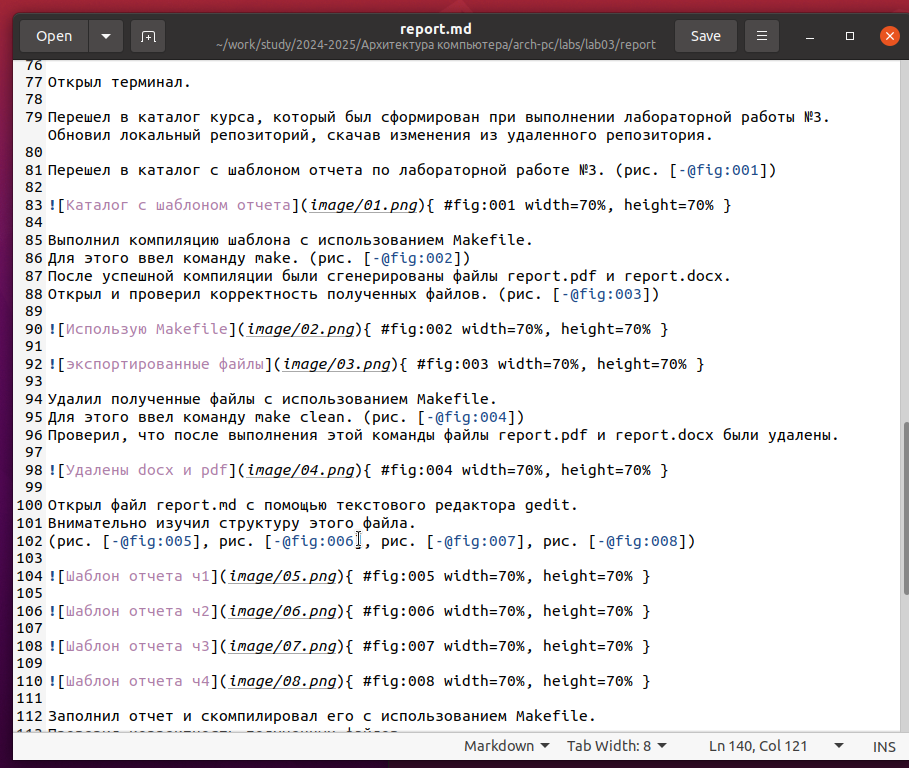 Open
report.md
~/work/study/2024-2025/Архитектура компьютера/arch-pc/labs/lab03/report
Save
76
77 Открыл терминал.
78
79 Перешел в каталог курса, который был сформирован при выполнении лабораторной работы №3.
Обновил локальный репозиторий, скачав изменения из удаленного репозитория.
80
81 Перешел в каталог с шаблоном отчета по лабораторной работе №3. (рис. [-@fig:001])
82
83 ![Каталог с шаблоном отчета](image/01.png){ #fig:001 width=70%, height=70% }
84
85 Выполнил компиляцию шаблона с использованием Makefile.
86 Для этого ввел команду make. (рис. [-@fig:002])
87 После успешной компиляции были сгенерированы файлы report.pdf и report.docx.
88 Открыл и проверил корректность полученных файлов. (рис. [-@fig:003])
89
90 ![Использую Makefile](image/02.png){ #fig:002 width=70%, height=70% }
91
92 ![экспортированные файлы](image/03.png){ #fig:003 width=70%, height=70% }
93
94 Удалил полученные файлы с использованием Makefile.
95 Для этого ввел команду make clean. (рис. [-@fig:004])
96 Проверил, что после выполнения этой команды файлы report.pdf и report.docx были удалены.
97
98 ![Удалены docx и pdf](image/04.png){ #fig:004 width=70%, height=70% }
99
100 Открыл файл report.md с помощью текстового редактора gedit.
101 Внимательно изучил структуру этого файла.
102 (рис. [-@fig:005], рис. [-@fig:006], рис. [-@fig:007], рис. [-@fig:008])
103
104 ![Шаблон отчета ч1](image/05.png){ #fig:005 width=70%, height=70% }
105
106 ![Шаблон отчета ч2](image/06.png){ #fig:006 width=70%, height=70% }
107
108 ![Шаблон отчета ч3](image/07.png){ #fig:007 width=70%, height=70% }
109
110 ![Шаблон отчета ч4](image/08.png){ #fig:008 width=70%, height=70% }
111
112 Заполнил отчет и скомпилировал его с использованием Makefile.
Markdown Tab Width: 8 Ln 140, Col 121 INS